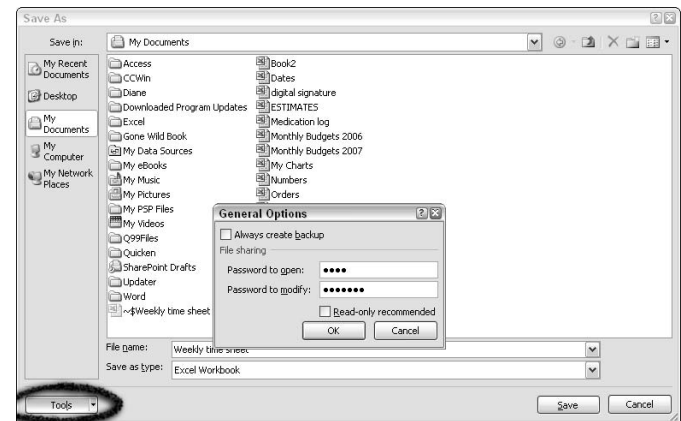 Save As
Save in:
My Documents
My Recent
Documents
Desktop
My
Documents
My
Computer
My Network
Places
Access
CCWin
Diane
Downloaded Program Updates
Excel
Gone Wild Book
My Data Sources
My eBooks
My Music
My Pictures
My PSP Files
My Videos
Q99Files
Quicken
SharePoint Drafts
Updater
Word
~$Weekly time sheet
Book2
Dates
digital signature
ESTIMATES
Medication log
Monthly Budgets 2006
Monthly Budgets 2007
My Charts
Numbers
Orders
General Options
Always create backup
File sharing
Password to open:
Password to modify:
Read-only recommended
OK
Cancel
File name:
Weekly time sheet
Save as type:
Excel Workbook
Tools
Save
Cancel